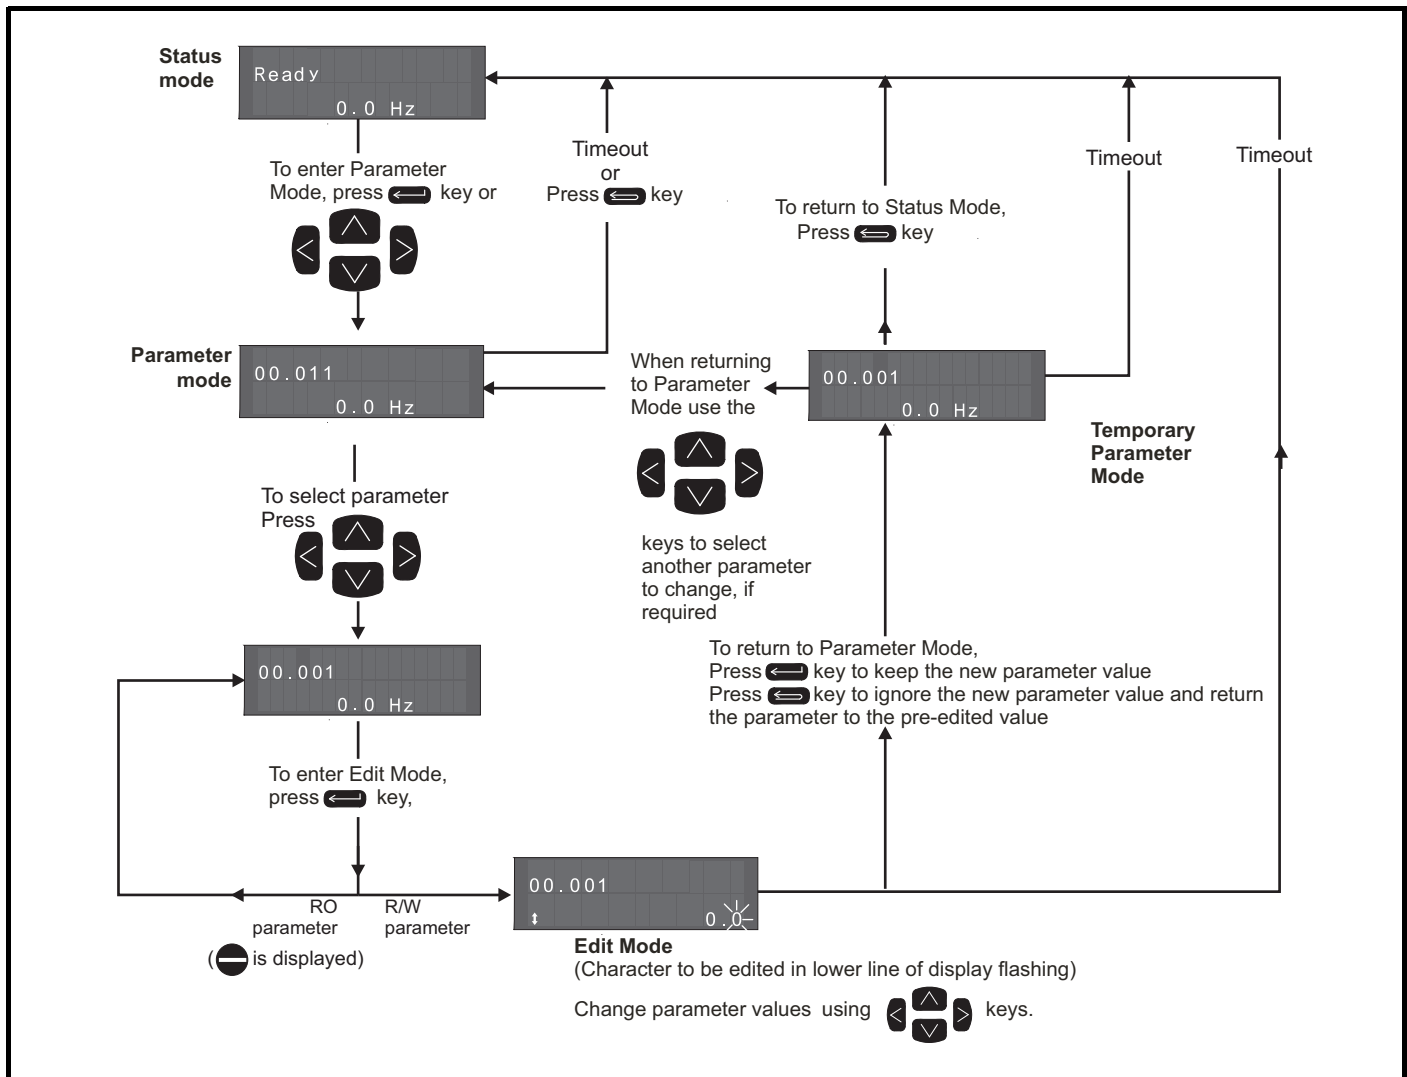 Status
mode
Ready
0.0 Hz
To enter Parameter
Mode, press key or
Timeout
or
Press key
To return to Status Mode,
Press key
Timeout
Timeout
Parameter
mode
00.011
0.0 Hz
When returning
to Parameter
Mode use the
keys to select
another parameter
to change, if
required
00.001
0.0 Hz
Temporary
Parameter
Mode
To select parameter
Press
00.001
0.0 Hz
To return to Parameter Mode,
Press key to keep the new parameter value
Press key to ignore the new parameter value and return
the parameter to the pre-edited value
To enter Edit Mode,
press key,
RO
parameter
( is displayed)
R/W
parameter
00.001
0.0
Edit Mode
(Character to be edited in lower line of display flashing)
Change parameter values using keys.